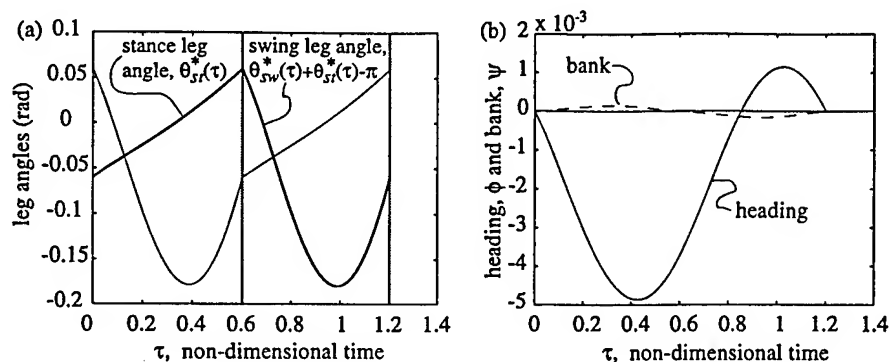 (a)
0.1
0.05
0
-0.05
-0.1
-0.15
-0.2
leg angles (rad)
stance leg
angle, θ*st(τ)
swing leg angle,
θ*sw(τ)+θ*st(τ)-π
0 0.2 0.4 0.6 0.8 1 1.2 1.4
τ, non-dimensional time
(b)
2 x 10^-3
1
0
-1
-2
-3
-4
-5
heading, ϕ and bank, ψ
bank
heading
0 0.2 0.4 0.6 0.8 1 1.2 1.4
τ, non-dimensional time